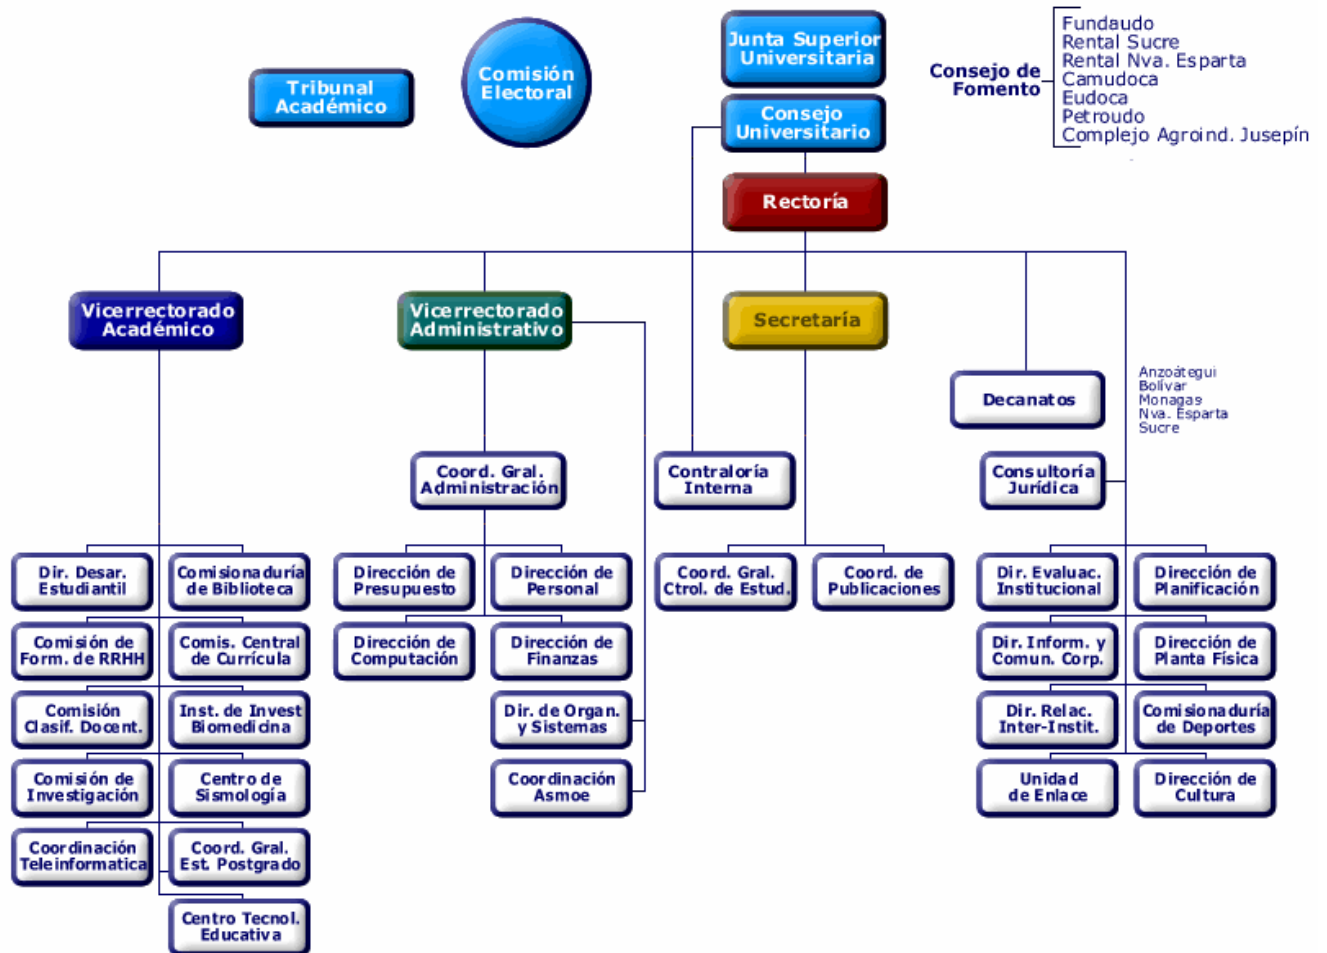 Tribunal
Académico
Comisión
Electoral
Junta Superior
Universitaria
Consejo
Universitario
Consejo de
Fomento
Fundaudo
Rental Sucre
Rental Nva. Esparta
Camudoca
Eudoca
Petroudo
Complejo Agroind. Jusepín
Rectoría
Vicerrectorado
Académico
Vicerrectorado
Administrativo
Secretaría
Decanatos
Anzoátegui
Bolívar
Monagas
Nva. Esparta
Sucre
Coord. Gral.
Administración
Contraloría
Interna
Consultoría
Jurídica
Dir. Desar.
Estudiantil
Comisionaduría
de Biblioteca
Dirección de
Presupuesto
Dirección de
Personal
Coord. Gral.
Ctrol. de Estud.
Coord. de
Publicaciones
Dir. Evaluac.
Institucional
Dirección de
Planificación
Comisión de
Form. de RRHH
Comis. Central
de Currícula
Dirección de
Computación
Dirección de
Finanzas
Dir. Inform. y
Comun. Corp.
Dirección de
Planta Física
Comisión
Clasif. Docent.
Inst. de Invest
Biomedicina
Dir. de Organ.
y Sistemas
Dir. Relac.
Inter-Instit.
Comisionaduría
de Deportes
Comisión de
Investigación
Centro de
Sismología
Coordinación
Asmoe
Unidad
de Enlace
Dirección de
Cultura
Coordinación
Teleinformatica
Coord. Gral.
Est. Postgrado
Centro Tecnol.
Educativa